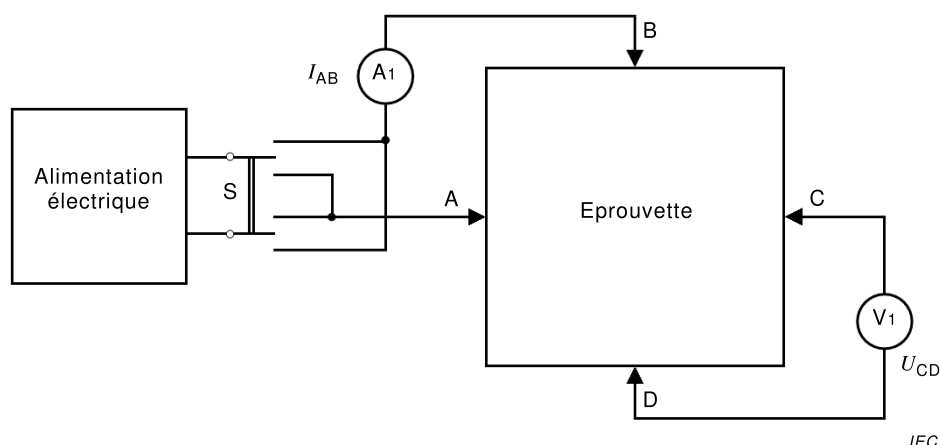 B
I_AB
A1
Alimentation
électrique
S
A
Eprouvette
C
V1
U_CD
D
IEC